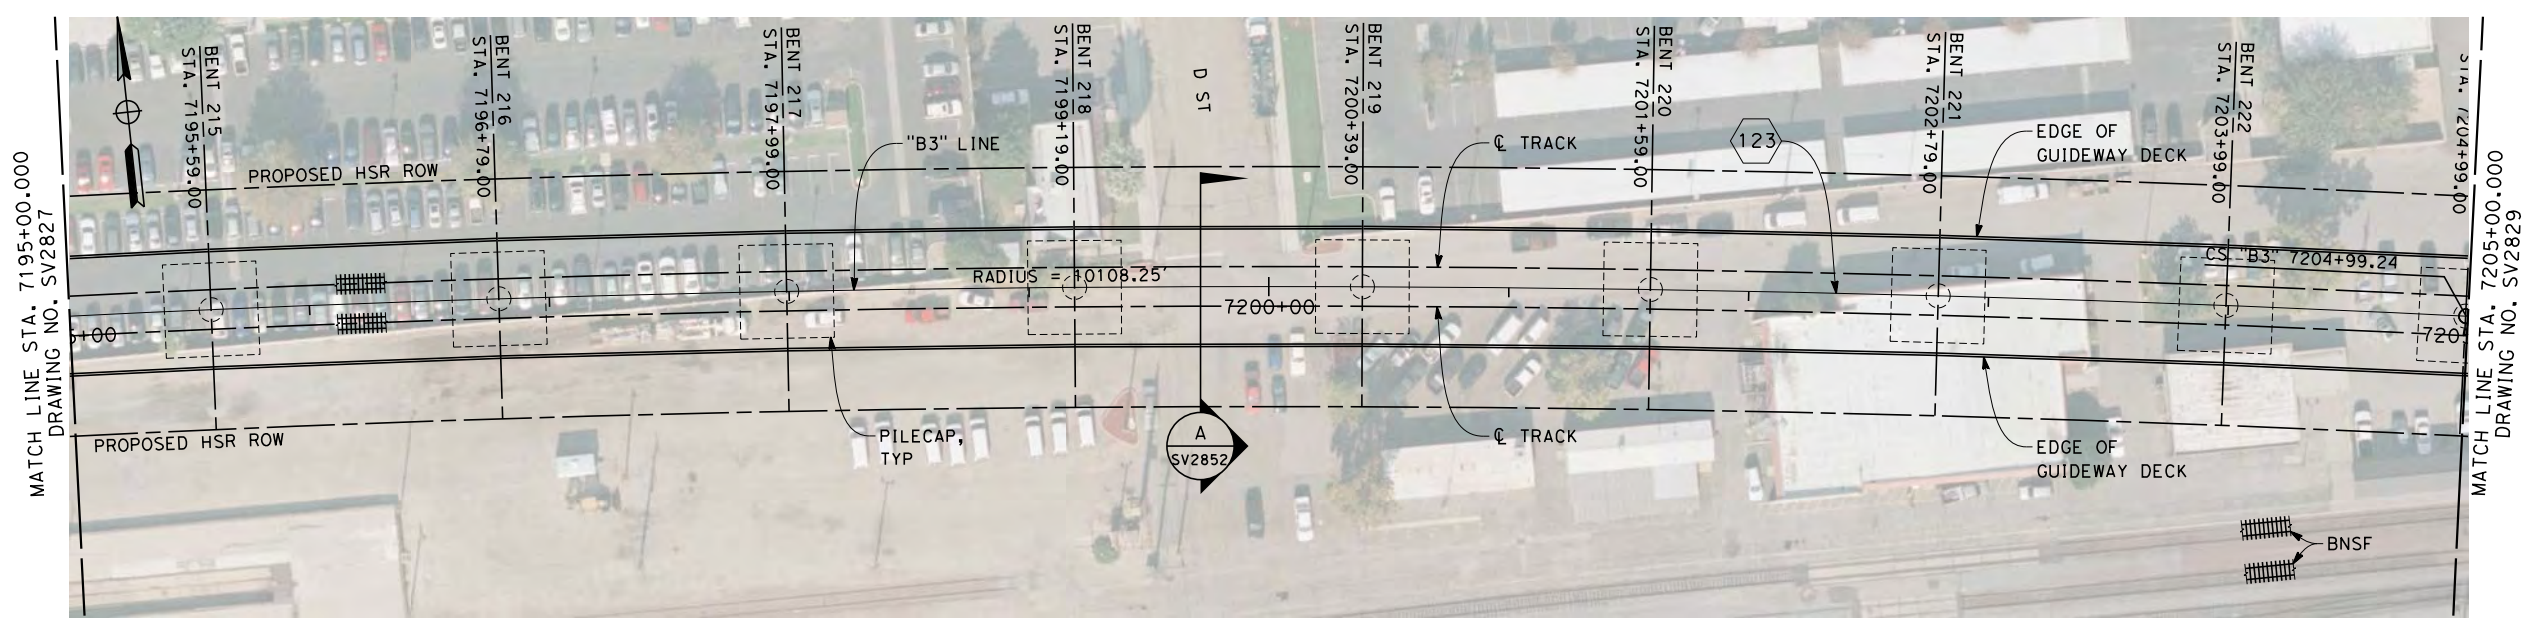 MATCH LINE STA. 7195+00.000
DRAWING NO. SV2827
BENT 215
STA. 7195+59.00
BENT 216
STA. 7196+79.00
BENT 217
STA. 7197+99.00
BENT 218
STA. 7199+19.00
D ST
BENT 219
STA. 7200+39.00
BENT 220
STA. 7201+59.00
BENT 221
STA. 7202+79.00
BENT 222
STA. 7203+99.00
STA. 7204+99.00
PROPOSED HSR ROW
"B3" LINE
℄ TRACK
123
EDGE OF
GUIDEWAY DECK
RADIUS = 10108.25'
CS "B3" 7204+99.24
5+00
7200+00
720
PROPOSED HSR ROW
PILECAP,
TYP
A
SV2852
℄ TRACK
EDGE OF
GUIDEWAY DECK
BNSF
MATCH LINE STA. 7205+00.000
DRAWING NO. SV2829